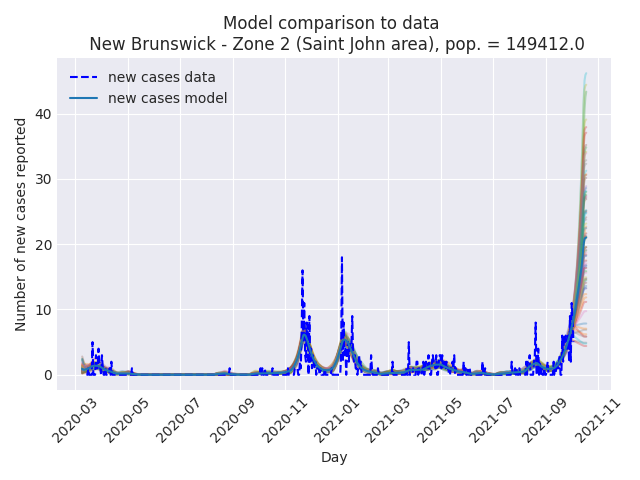 Model comparison to data
New Brunswick - Zone 2 (Saint John area), pop. = 149412.0
new cases data
new cases model
Number of new cases reported
40
30
20
10
0
2020-03
2020-05
2020-07
2020-09
2020-11
2021-01
2021-03
2021-05
2021-07
2021-09
2021-11
Day